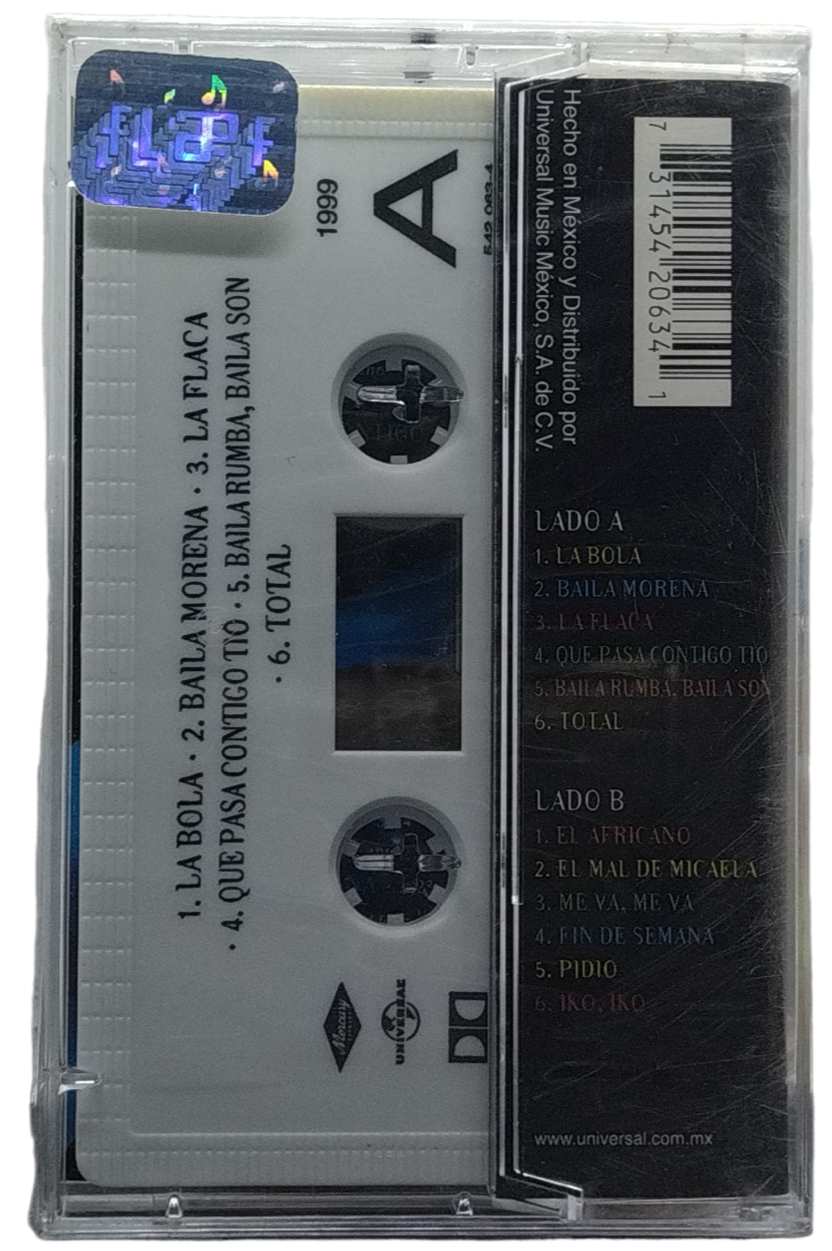 fLapf
1999
A
1. LA BOLA · 2. BAILA MORENA · 3. LA FLACA
· 4. QUE PASA CONTIGO TIO · 5. BAILA RUMBA, BAILA SON
· 6. TOTAL
Mercury
UNIVERSAL
Hecho en México y Distribuido por
Universal Music México, S.A. de C.V.
7 31454 20634 1
LADO A
1. LA BOLA
2. BAILA MORENA
3. LA FLACA
4. QUE PASA CONTIGO TIO
5. BAILA RUMBA, BAILA SON
6. TOTAL
LADO B
1. EL AFRICANO
2. EL MAL DE MICAELA
3. ME VA, ME VA
4. FIN DE SEMANA
5. PIDIO
6. IKO, IKO
www.universal.com.mx